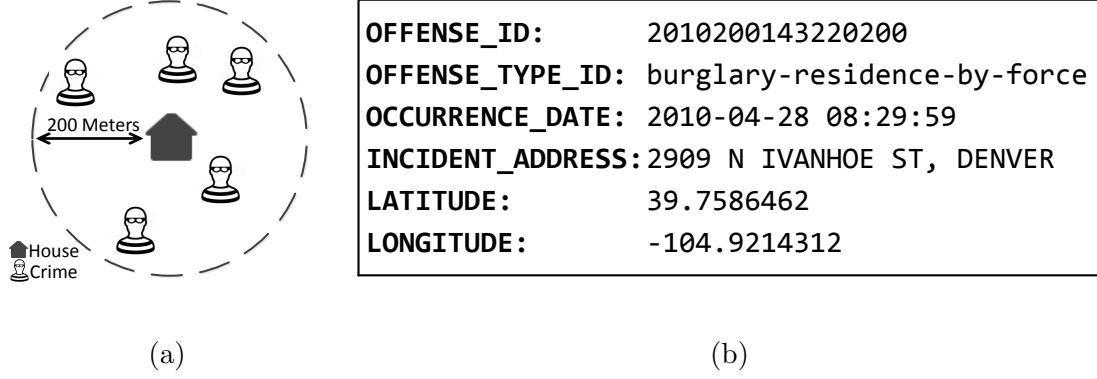 200 Meters
House
Crime
(a)
OFFENSE_ID: 2010200143220200
OFFENSE_TYPE_ID: burglary-residence-by-force
OCCURRENCE_DATE: 2010-04-28 08:29:59
INCIDENT_ADDRESS:2909 N IVANHOE ST, DENVER
LATITUDE: 39.7586462
LONGITUDE: -104.9214312
(b)